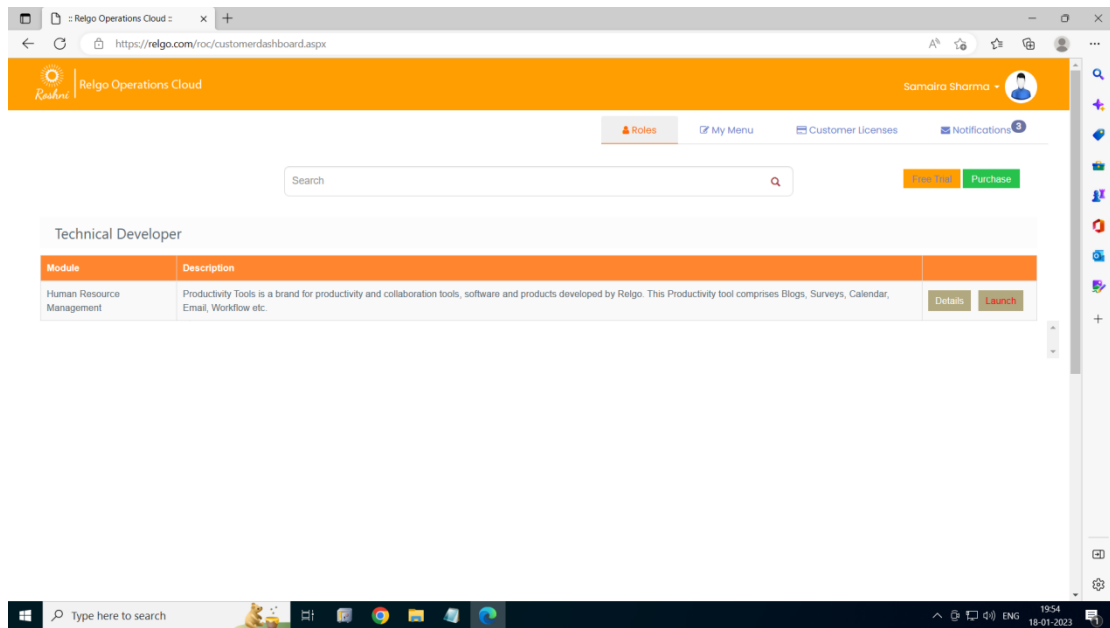 :: Relgo Operations Cloud ::
https://relgo.com/roc/customerdashboard.aspx
Roshni
Relgo Operations Cloud
Samaira Sharma
Roles
My Menu
Customer Licenses
Notifications 3
Search
Free Trial
Purchase
Technical Developer
Module Description
Human Resource Management
Productivity Tools is a brand for productivity and collaboration tools, software and products developed by Relgo. This Productivity tool comprises Blogs, Surveys, Calendar,
Email, Workflow etc.
Details
Launch
Type here to search
ENG
19:54
18-01-2023